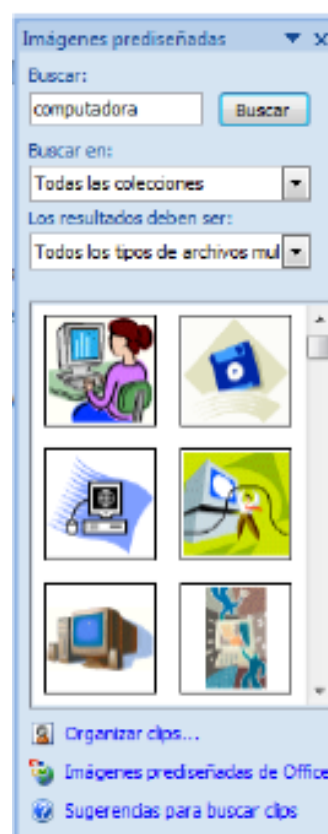 Imágenes prediseñadas
Buscar:
computadora
Buscar
Buscar en:
Todas las colecciones
Los resultados deben ser:
Todos los tipos de archivos mul
Organizar clips...
Imágenes prediseñadas de Office
Sugerencias para buscar clips